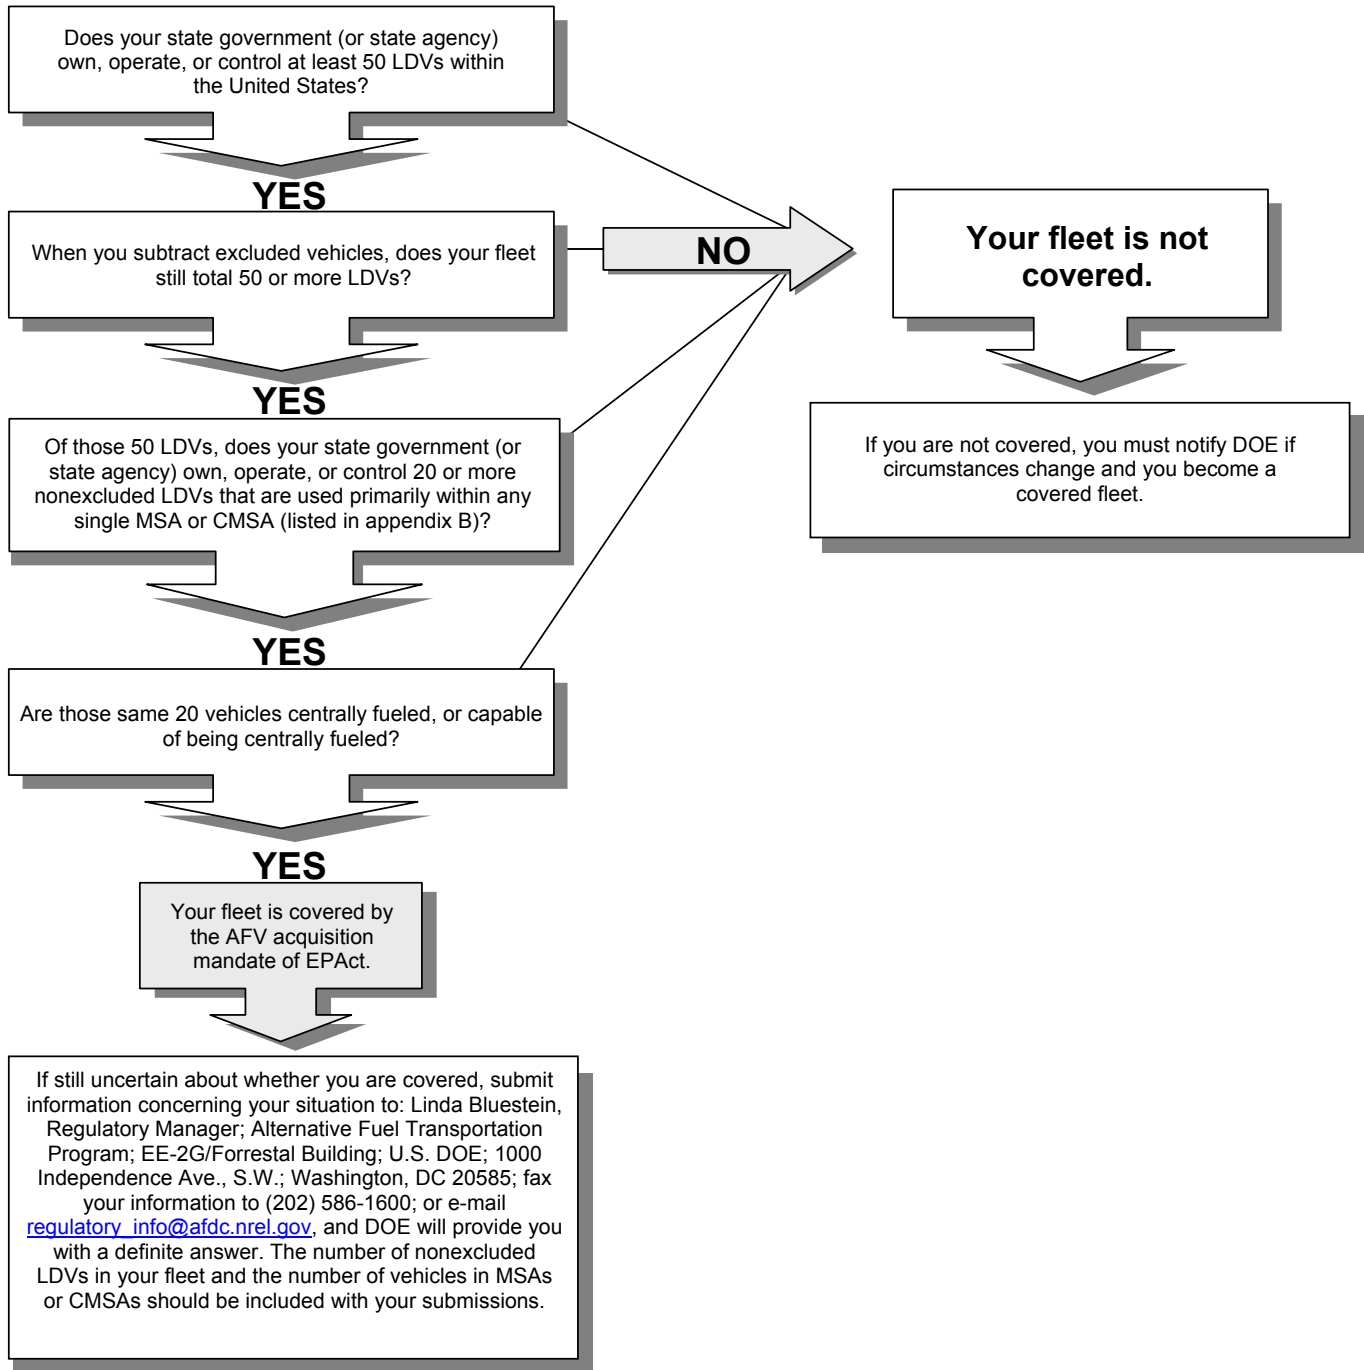 Does your state government (or state agency)
own, operate, or control at least 50 LDVs within
the United States?
YES
When you subtract excluded vehicles, does your fleet
still total 50 or more LDVs?
NO
Your fleet is not
covered.
YES
Of those 50 LDVs, does your state government (or
state agency) own, operate, or control 20 or more
nonexcluded LDVs that are used primarily within any
single MSA or CMSA (listed in appendix B)?
If you are not covered, you must notify DOE if
circumstances change and you become a
covered fleet.
YES
Are those same 20 vehicles centrally fueled, or capable
of being centrally fueled?
YES
Your fleet is covered by
the AFV acquisition
mandate of EPAct.
If still uncertain about whether you are covered, submit
information concerning your situation to: Linda Bluestein,
Regulatory Manager; Alternative Fuel Transportation
Program; EE-2G/Forrestal Building; U.S. DOE; 1000
Independence Ave., S.W.; Washington, DC 20585; fax
your information to (202) 586-1600; or e-mail
regulatory_info@afdc.nrel.gov, and DOE will provide you
with a definite answer. The number of nonexcluded
LDVs in your fleet and the number of vehicles in MSAs
or CMSAs should be included with your submissions.